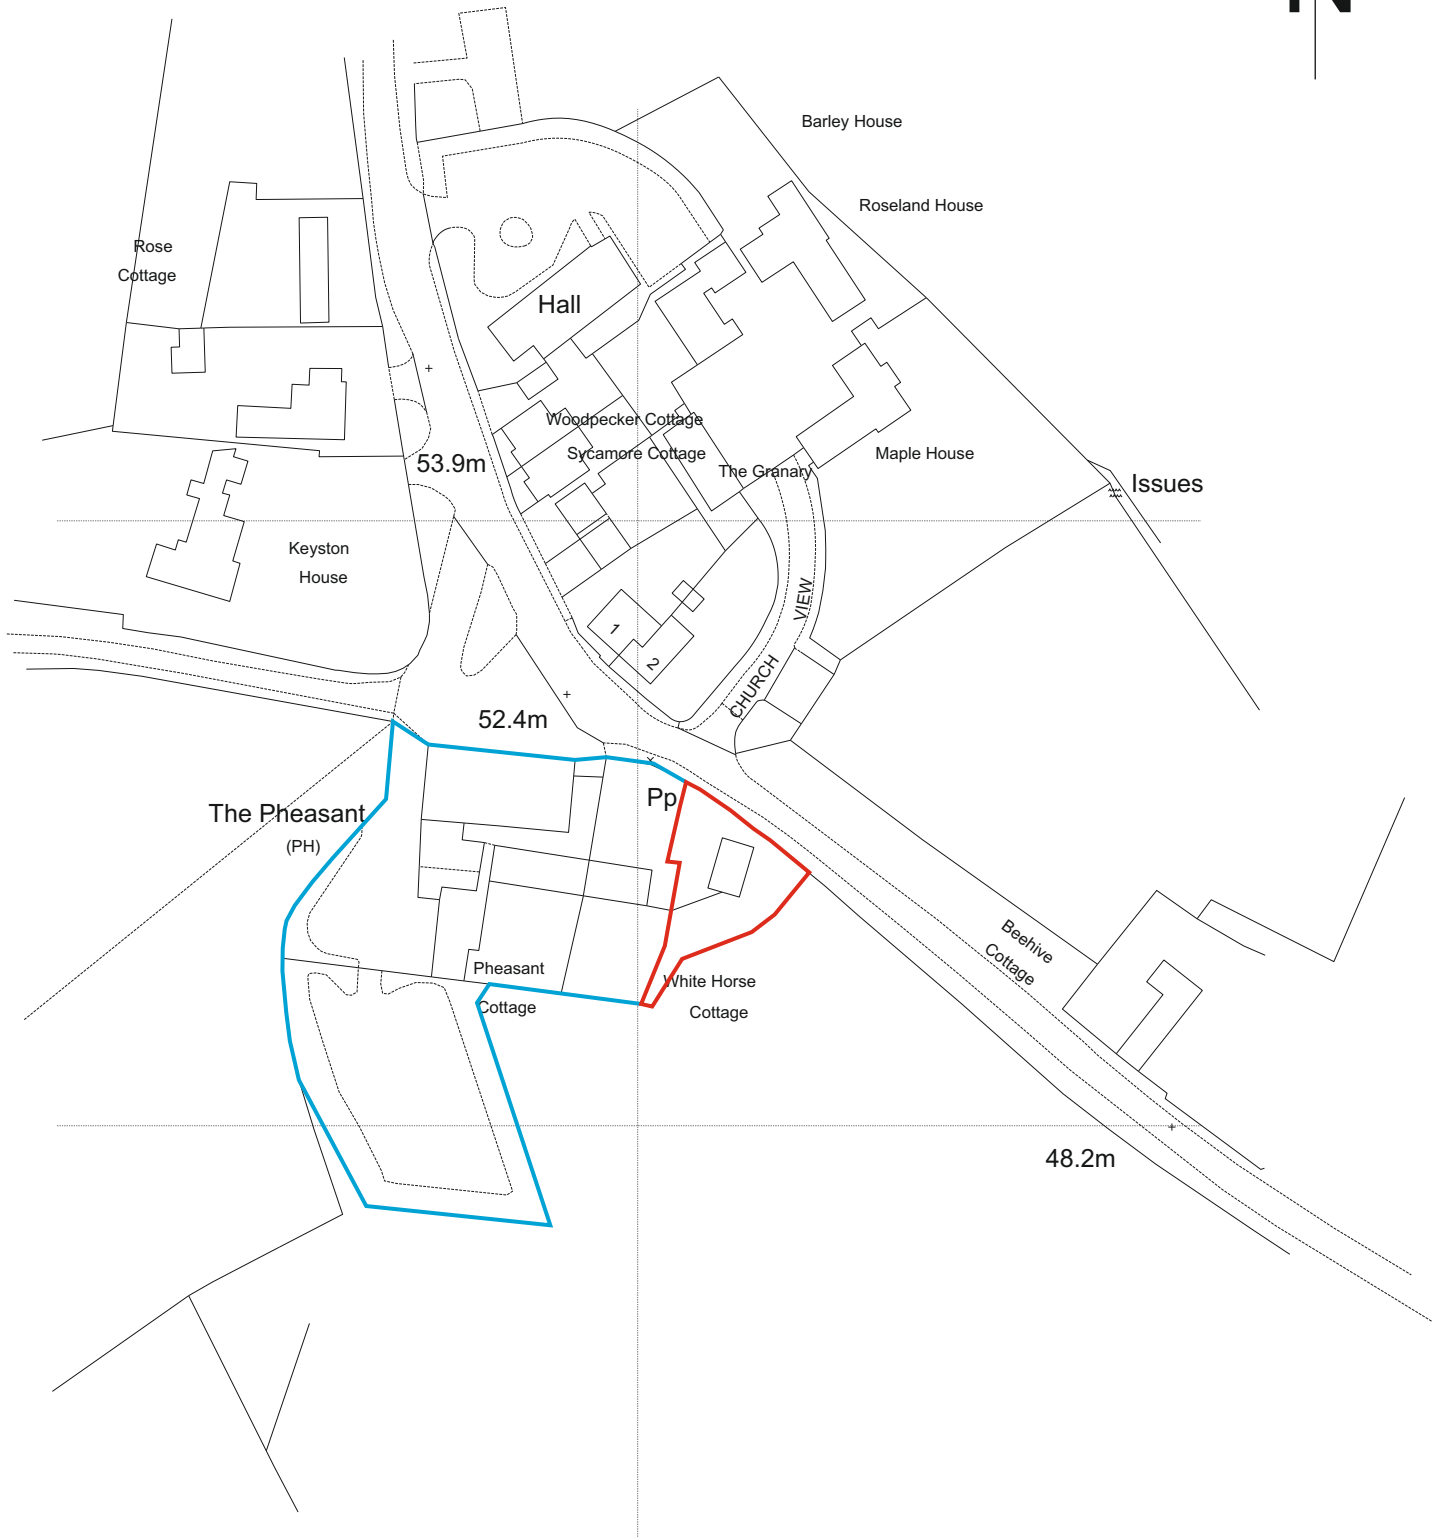 N
Barley House
Roseland House
Rose
Cottage
Hall
Woodpecker Cottage
Sycamore Cottage
The Granary
Maple House
53.9m
Issues
Keyston
House
VIEW
CHURCH
1
2
52.4m
The Pheasant
(PH)
Pp
Beehive
Cottage
Pheasant
Cottage
White Horse
Cottage
48.2m